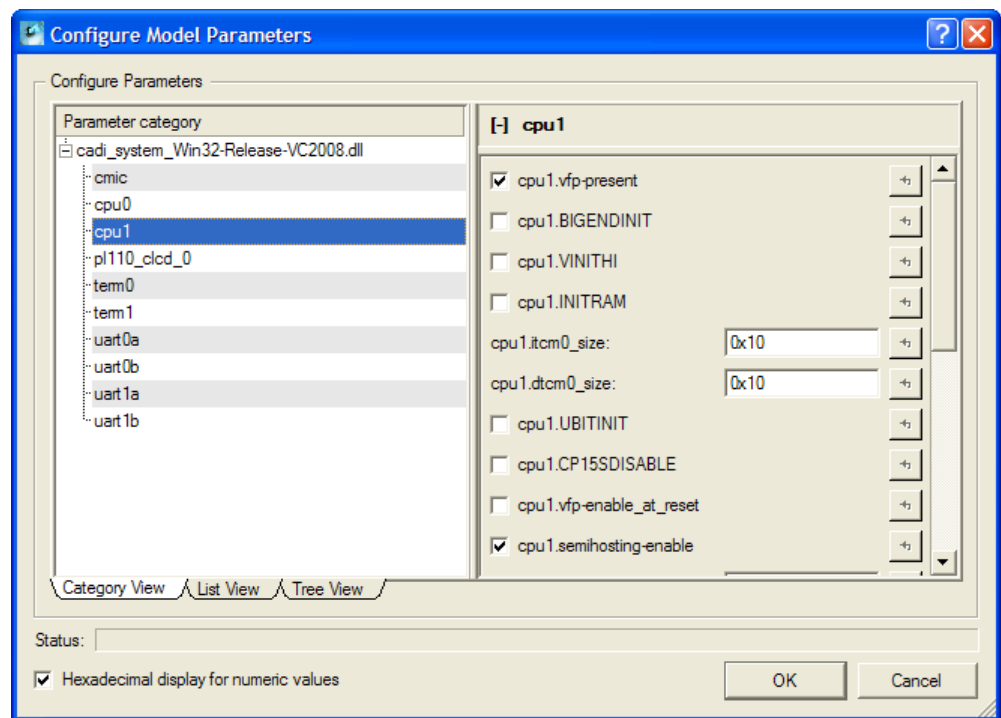 Configure Model Parameters
Configure Parameters
Parameter category
cadi_system_Win32-Release-VC2008.dll
cmic
cpu0
cpu1
pl110_clcd_0
term0
term1
uart0a
uart0b
uart1a
uart1b
[-] cpu1
cpu1.vfp-present
cpu1.BIGENDINIT
cpu1.VINITHI
cpu1.INITRAM
cpu1.itcm0_size: 0x10
cpu1.dtcm0_size: 0x10
cpu1.UBITINIT
cpu1.CP15SDISABLE
cpu1.vfp-enable_at_reset
cpu1.semihosting-enable
Category View List View Tree View
Status:
Hexadecimal display for numeric values
OK Cancel